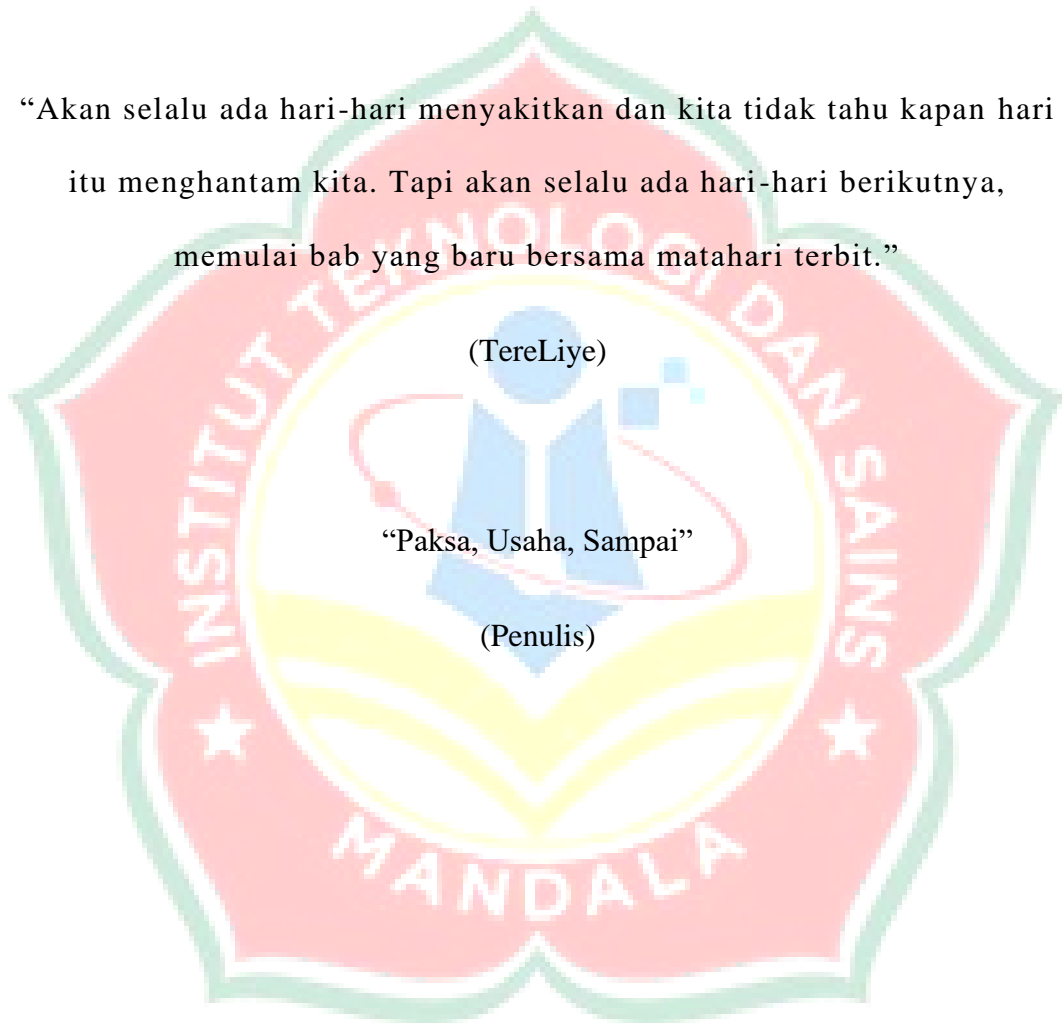 “Akan selalu ada hari-hari menyakitkan dan kita tidak tahu kapan hari
itu menghantam kita. Tapi akan selalu ada hari-hari berikutnya,
memulai bab yang baru bersama matahari terbit.”
(TereLiye)
“Paksa, Usaha, Sampai”
(Penulis)
INSTITUT TEKNOLOGI DAN SAINS
MANDALA